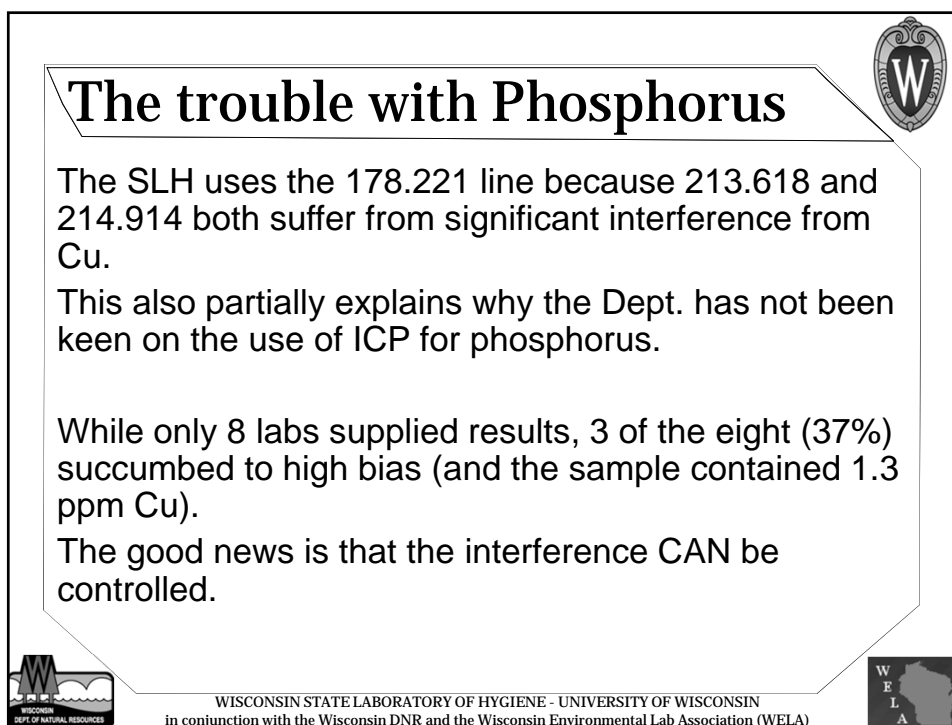 W
The trouble with Phosphorus
The SLH uses the 178.221 line because 213.618 and
214.914 both suffer from significant interference from
Cu.
This also partially explains why the Dept. has not been
keen on the use of ICP for phosphorus.
While only 8 labs supplied results, 3 of the eight (37%)
succumbed to high bias (and the sample contained 1.3
ppm Cu).
The good news is that the interference CAN be
controlled.
WISCONSIN
DEPT. OF NATURAL RESOURCES
WISCONSIN STATE LABORATORY OF HYGIENE - UNIVERSITY OF WISCONSIN
in conjunction with the Wisconsin DNR and the Wisconsin Environmental Lab Association (WELA)
W
E
L
A